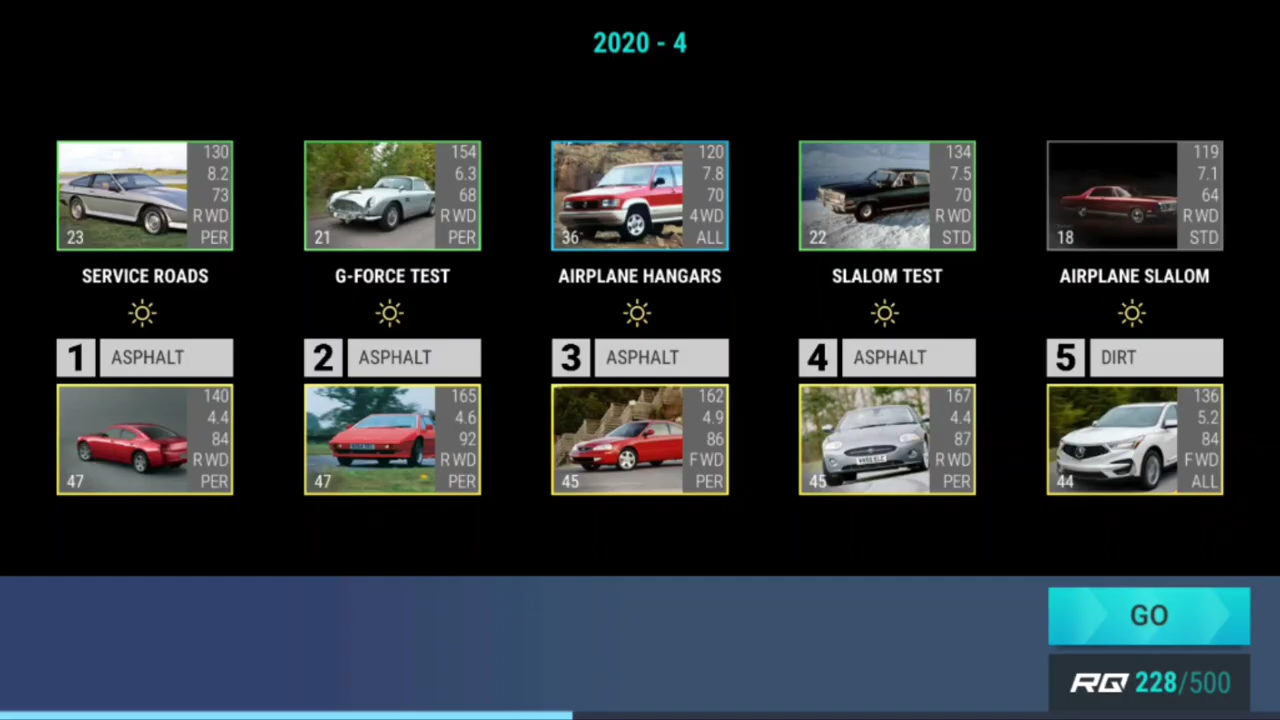 2020 - 4
130
8.2
73
RWD
PER
23
154
6.3
68
RWD
PER
21
120
7.8
70
4WD
ALL
36
134
7.5
70
RWD
STD
22
119
7.1
64
RWD
STD
18
SERVICE ROADS
G-FORCE TEST
AIRPLANE HANGARS
SLALOM TEST
AIRPLANE SLALOM
1 ASPHALT
2 ASPHALT
3 ASPHALT
4 ASPHALT
5 DIRT
140
4.4
84
RWD
PER
47
165
4.6
92
RWD
PER
47
162
4.9
86
FWD
PER
45
167
4.4
87
RWD
PER
45
136
5.2
84
FWD
ALL
44
GO
RQ 228/500